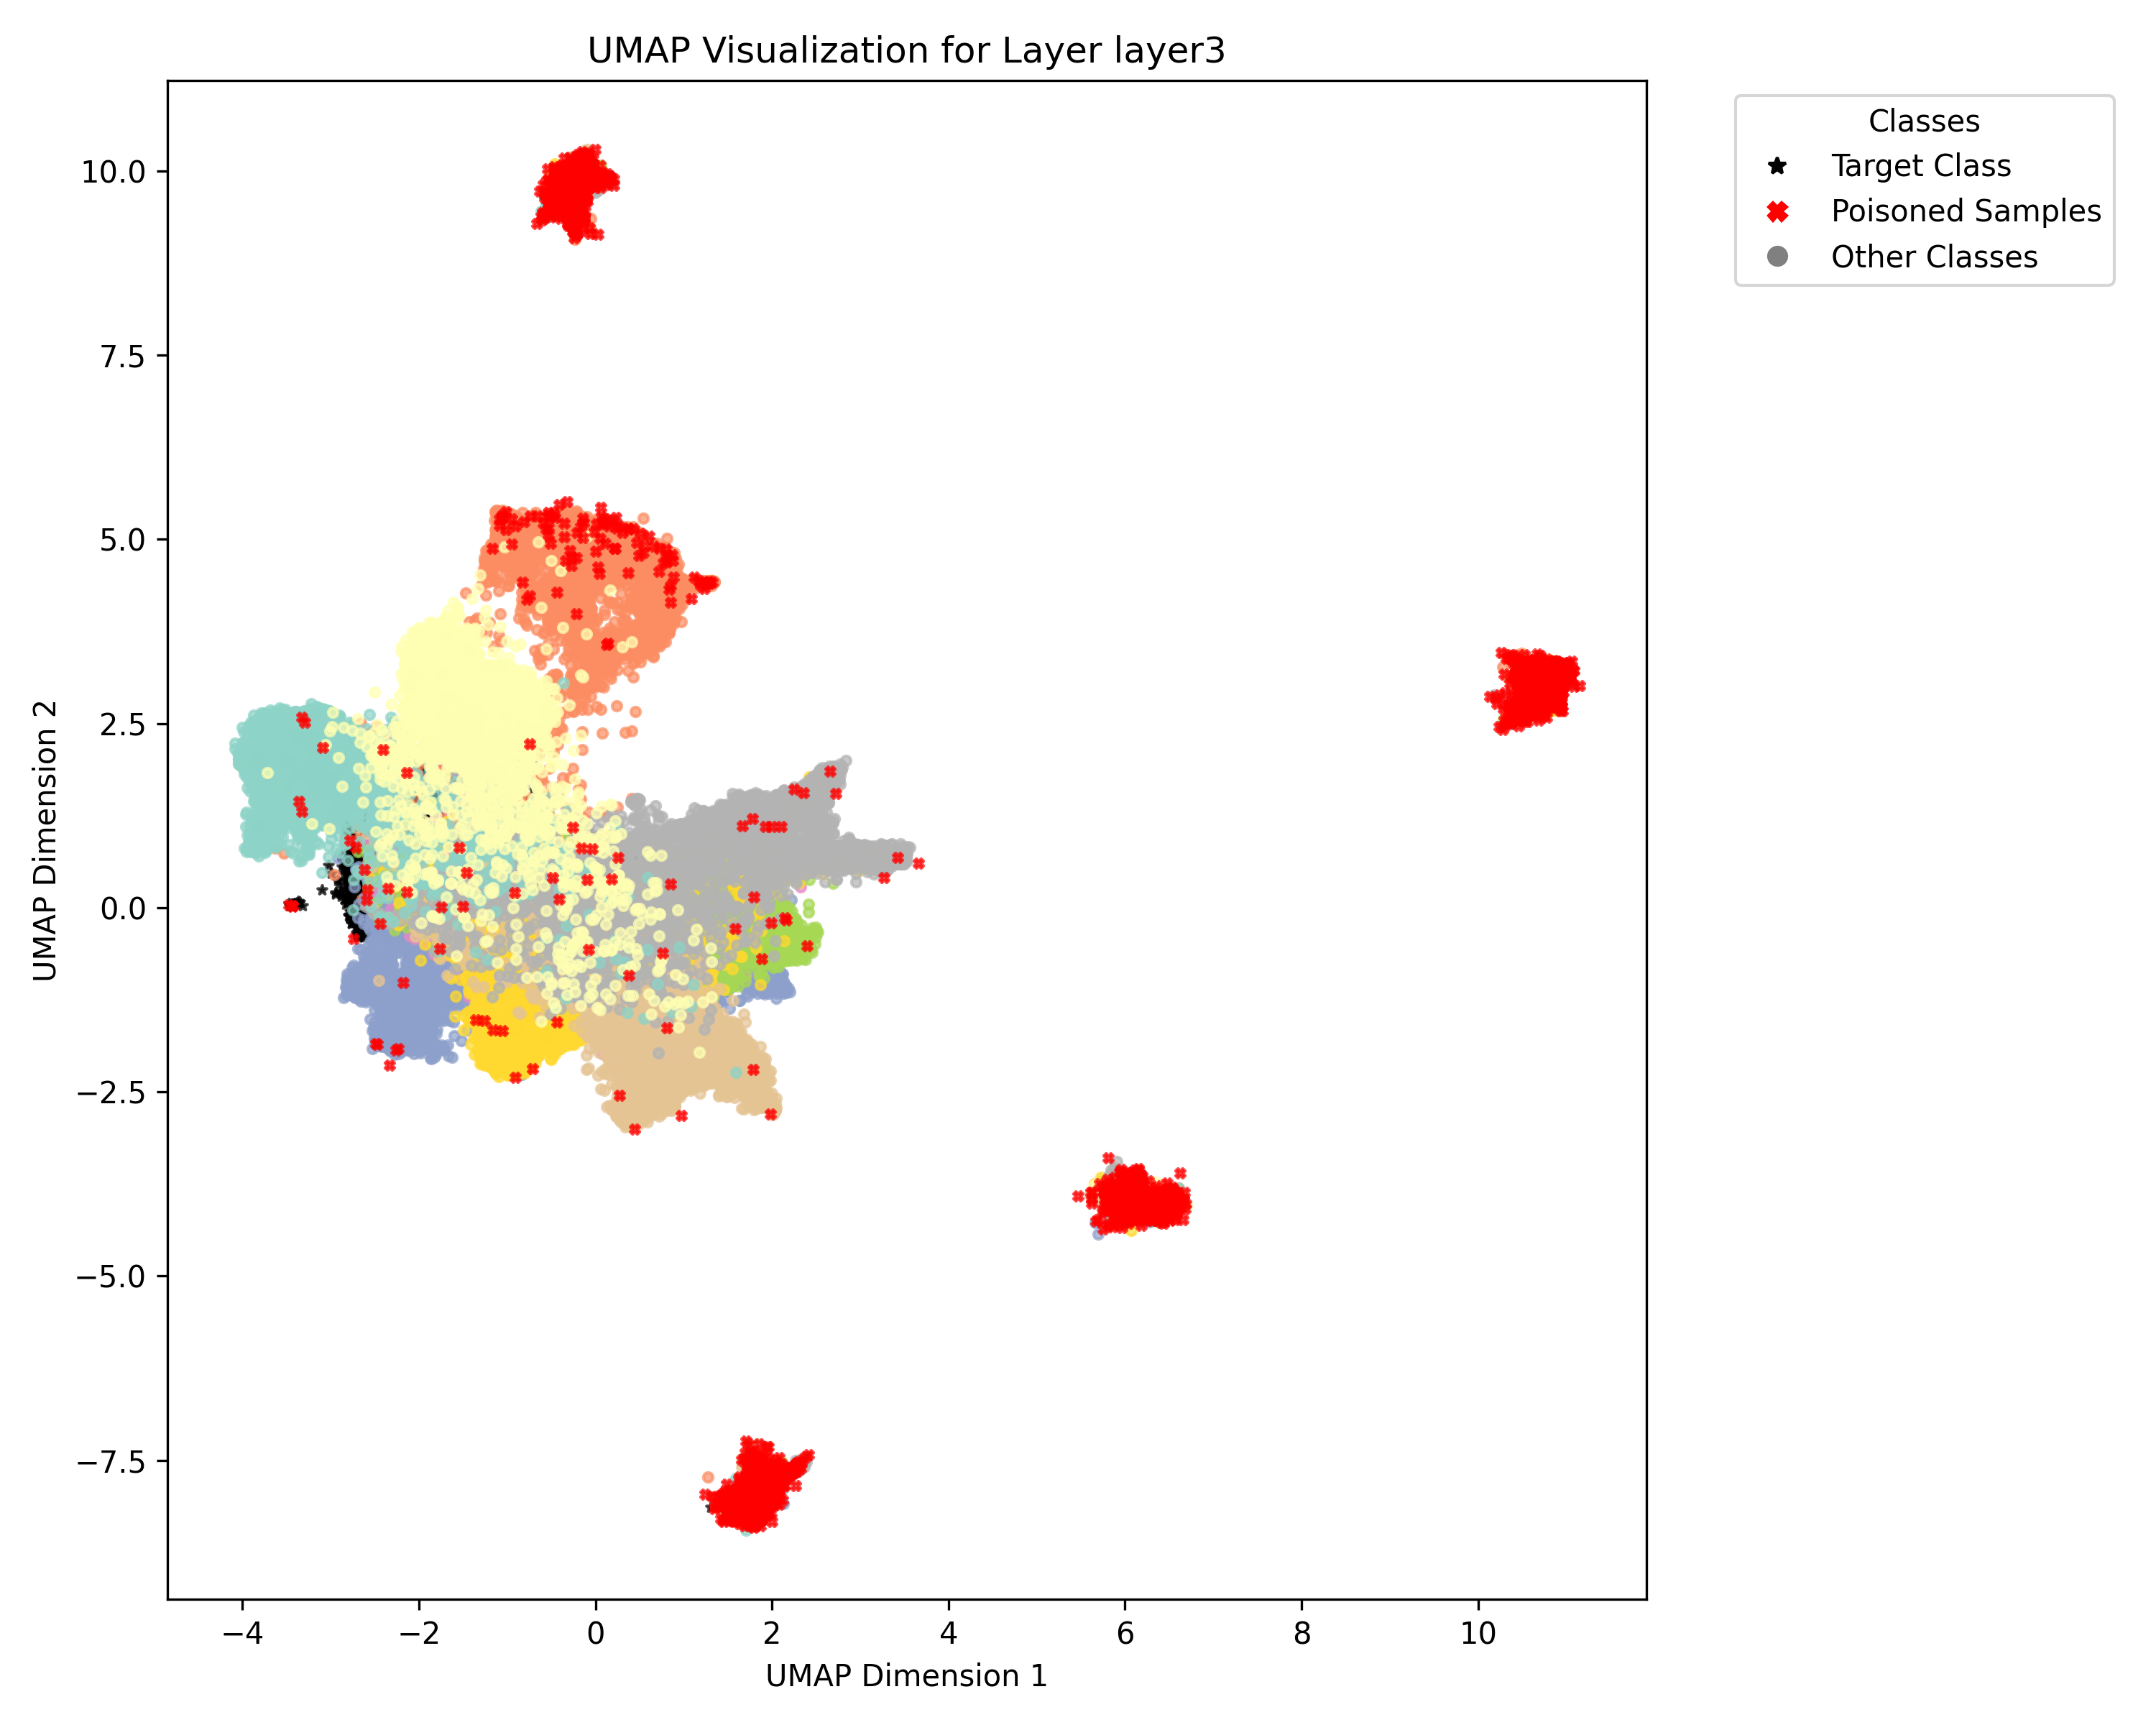 UMAP Visualization for Layer layer3
Classes
Target Class
Poisoned Samples
Other Classes
10.0
7.5
5.0
2.5
0.0
−2.5
−5.0
−7.5
UMAP Dimension 2
−4 −2 0 2 4 6 8 10
UMAP Dimension 1